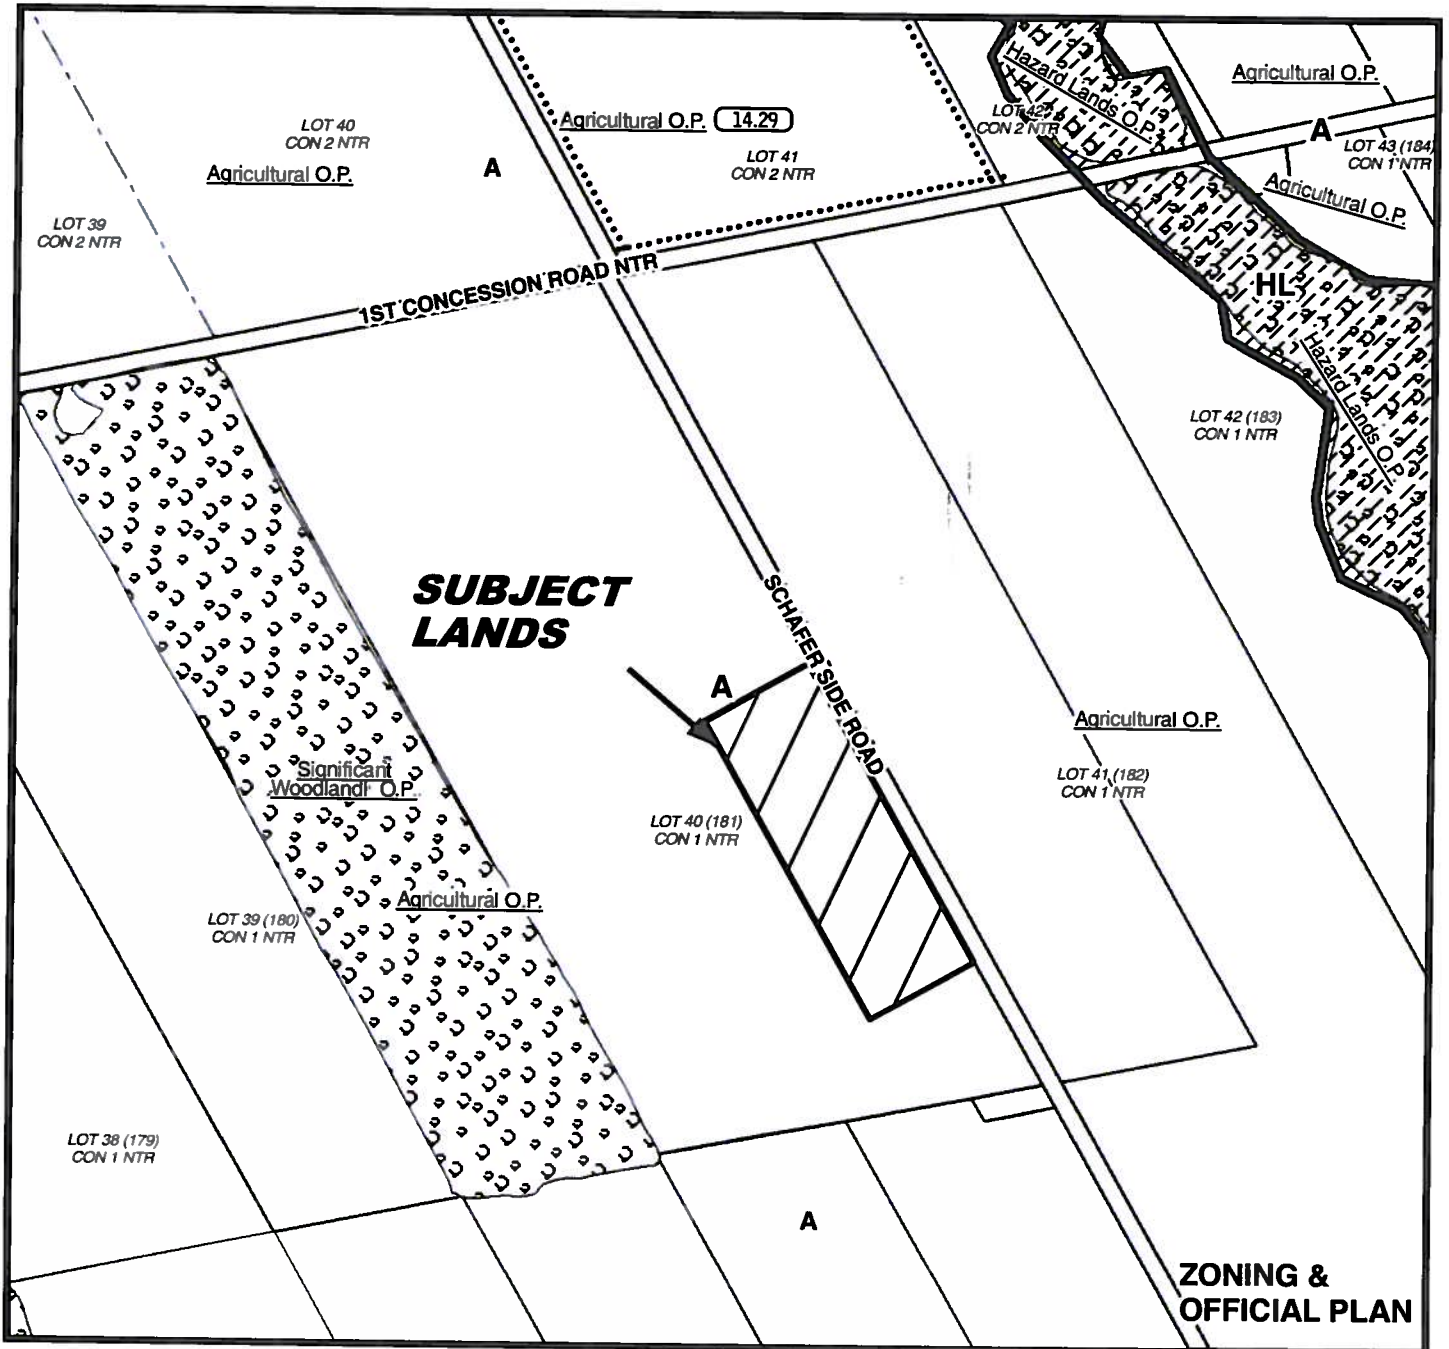 LOT 40
CON 2 NTR
Agricultural O.P.
A
Agricultural O.P. 14.29
LOT 41
CON 2 NTR
LOT 42
CON 2 NTR
Hazard Lands O.P.
Agricultural O.P.
A
LOT 43 (184)
CON 1 NTR
Agricultural O.P.
LOT 39
CON 2 NTR
1ST CONCESSION ROAD NTR
HL
Hazard Lands O.P.
LOT 42 (183)
CON 1 NTR
SUBJECT
LANDS
SCHAFER SIDE ROAD
A
Agricultural O.P.
Significant
Woodland O.P.
LOT 41 (182)
CON 1 NTR
LOT 40 (181)
CON 1 NTR
Agricultural O.P.
LOT 39 (180)
CON 1 NTR
LOT 38 (179)
CON 1 NTR
A
ZONING &
OFFICIAL PLAN